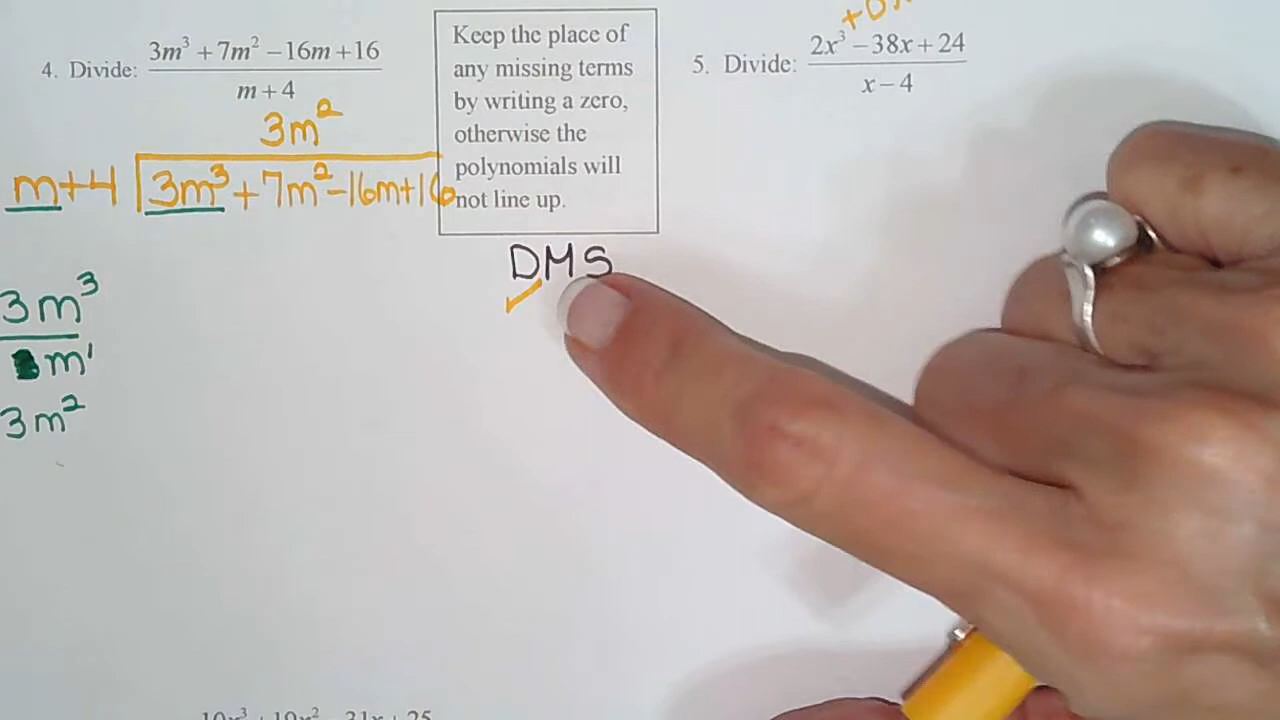 4. Divide: (3m³ + 7m² − 16m + 16)/(m + 4)
3m²
m+4 3m³+7m²-16m+16
3m³
m¹
3m²
Keep the place of
any missing terms
by writing a zero,
otherwise the
polynomials will
not line up.
DMS
+0
5. Divide: (2x³ − 38x + 24)/(x − 4)